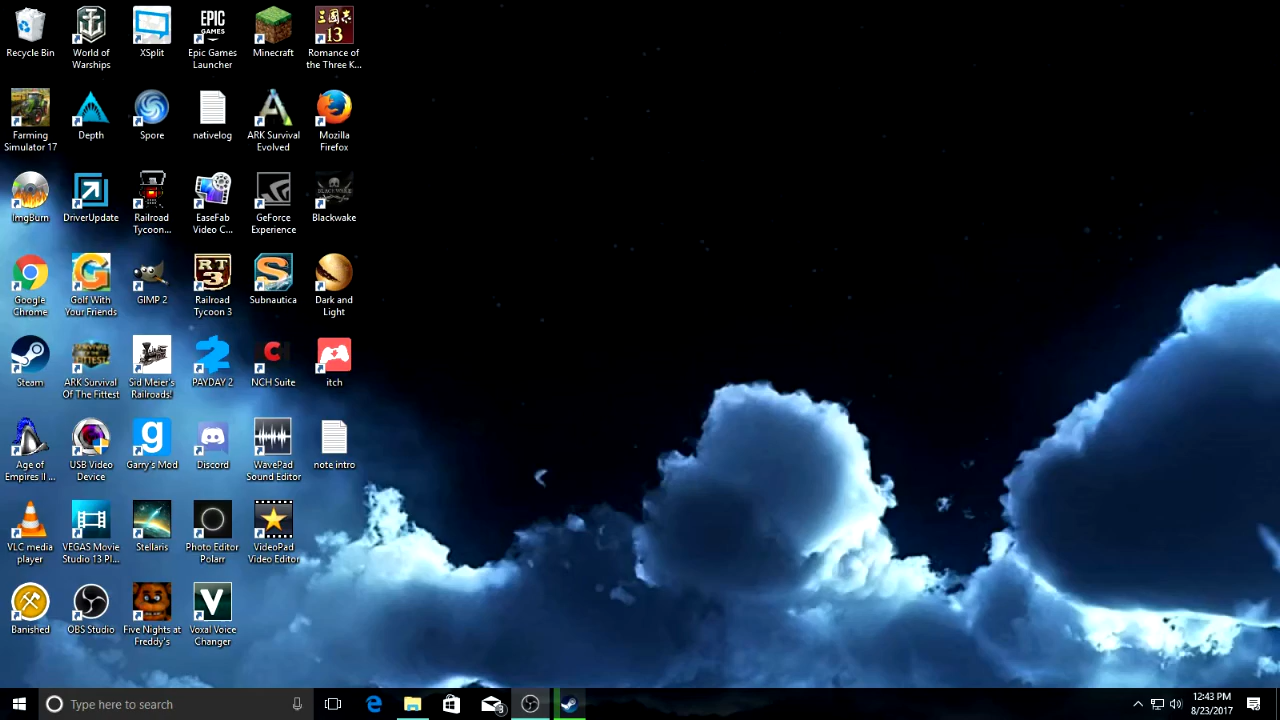 Recycle Bin
World of
Warships
XSplit
EPIC
GAMES
Epic Games
Launcher
Minecraft
三國志
13
Romance of
the Three K...
Farming
Simulator 17
Depth
Spore
nativelog
ARK Survival
Evolved
Mozilla
Firefox
ImgBurn
DriverUpdate
Railroad
Tycoon...
EaseFab
Video C...
GeForce
Experience
Blackwake
Google
Chrome
Golf With
Your Friends
GIMP 2
RT
3
Railroad
Tycoon 3
Subnautica
Dark and
Light
Steam
ARK Survival
Of The Fittest
Sid Meier's
Railroads!
PAYDAY 2
NCH Suite
itch
Age of
Empires II ...
USB Video
Device
g
Garry's Mod
Discord
WavePad
Sound Editor
note intro
VLC media
player
VEGAS Movie
Studio 13 Pl...
Stellaris
Photo Editor
Polarr
VideoPad
Video Editor
Banished
OBS Studio
Five Nights at
Freddy's
V
Voxal Voice
Changer
Type here to search
12:43 PM
8/23/2017